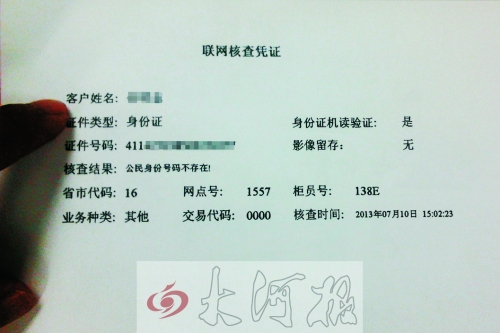 联网核查凭证
客户姓名:
证件类型: 身份证 身份证机读验证: 是
证件号码: 411 影像留存: 无
核查结果: 公民身份号码不存在!
省市代码: 16 网点号: 1557 柜员号: 138E
业务种类: 其他 交易代码: 0000 核查时间: 2013年07月10日 15:02:23
大河报